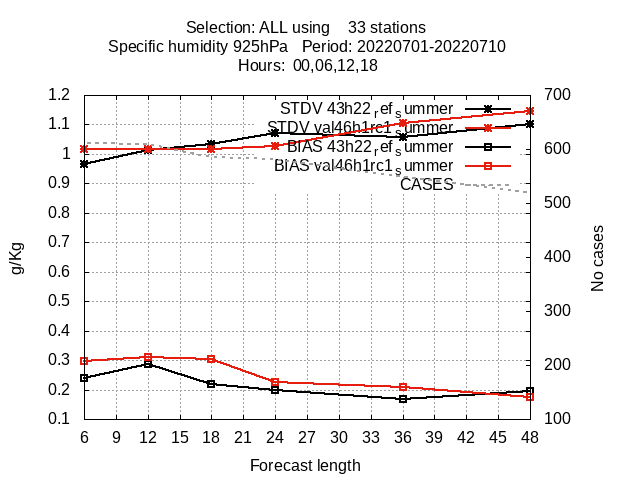 Selection: ALL using    33 stations
Specific humidity 925hPa   Period: 20220701-20220710
Hours: 00,06,12,18
STDV 43h22_ref_summer
STDV val46h1rc1_summer
BIAS 43h22_ref_summer
BIAS val46h1rc1_summer
CASES
g/Kg
1.2
1.1
1
0.9
0.8
0.7
0.6
0.5
0.4
0.3
0.2
0.1
No cases
700
600
500
400
300
200
100
6 9 12 15 18 21 24 27 30 33 36 39 42 45 48
Forecast length